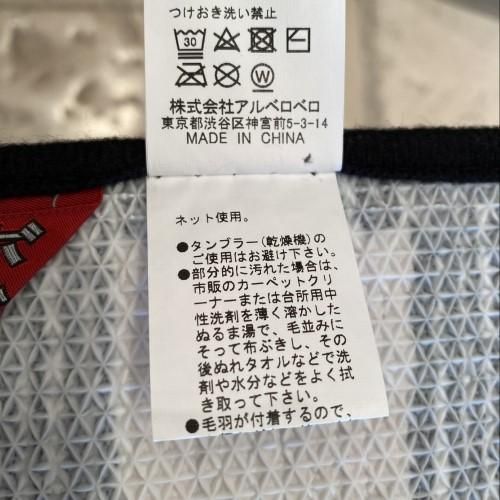 つけおき洗い禁止
30
W
株式会社アルベロベロ
東京都渋谷区神宮前5-3-14
MADE IN CHINA
ネット使用。
●タンブラー(乾燥機)の
ご使用はお避け下さい。
●部分的に汚れた場合は、
市販のカーペットクリ
ーナーまたは台所用中
性洗剤を薄く溶かした
ぬるま湯で、毛並みに
そって布ぶきし、その
後ぬれタオルなどで洗
剤や水分などをよく拭
き取って下さい。
●毛羽が付着するので、